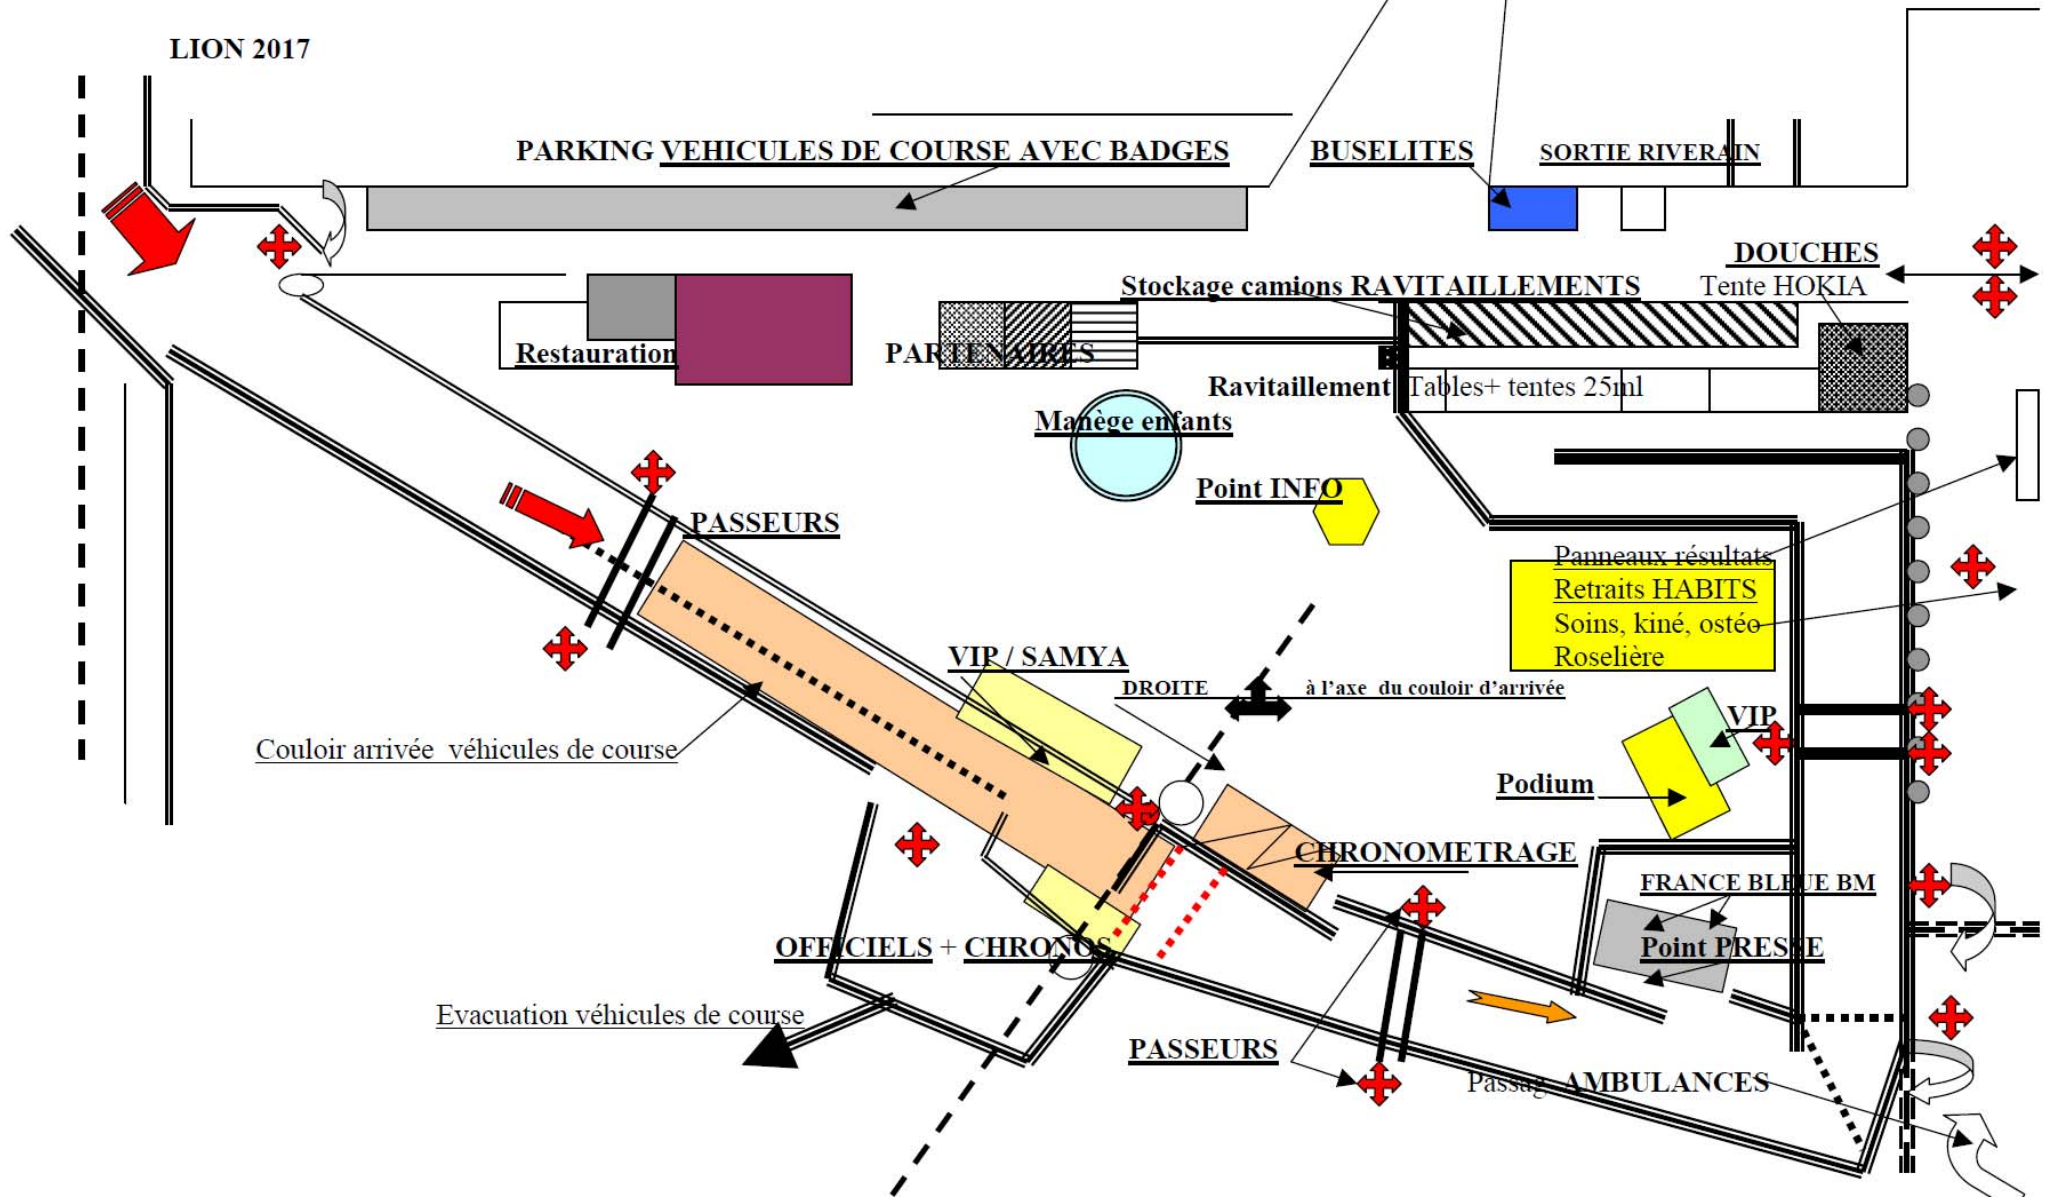 LION 2017
PARKING VEHICULES DE COURSE AVEC BADGES
BUSELITES
SORTIE RIVERAIN
DOUCHES
Tente HOKIA
Stockage camions RAVITAILLEMENTS
Restauration
PARTENAIRES
Ravitaillement Tables+ tentes 25ml
Manège enfants
Point INFO
PASSEURS
Panneaux résultats
Retraits HABITS
Soins, kiné, ostéo
Roselière
VIP / SAMYA
DROITE à l’axe du couloir d’arrivée
VIP
Couloir arrivée véhicules de course
Podium
CHRONOMETRAGE
FRANCE BLEUE BM
OFFICIELS + CHRONOS
Point PRESSE
Evacuation véhicules de course
PASSEURS
Passag AMBULANCES